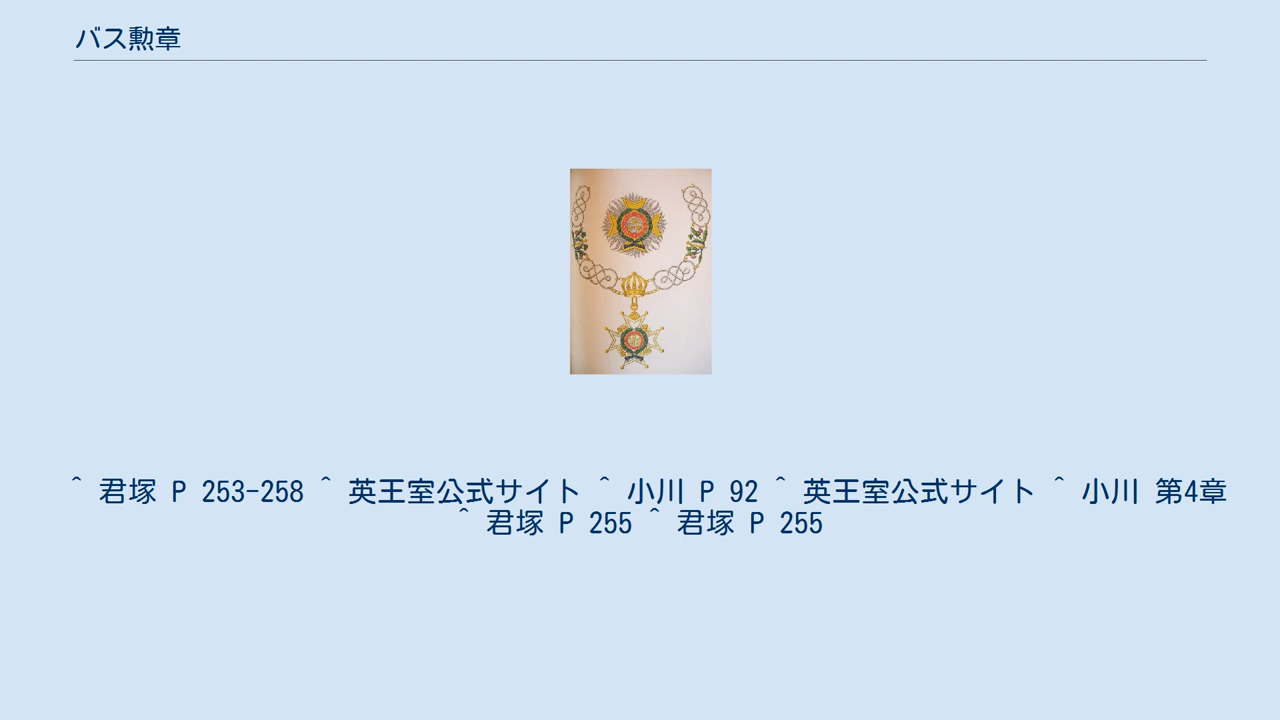 バス勲章
^ 君塚 P 253-258 ^ 英王室公式サイト ^ 小川 P 92 ^ 英王室公式サイト ^ 小川 第4章
^ 君塚 P 255 ^ 君塚 P 255